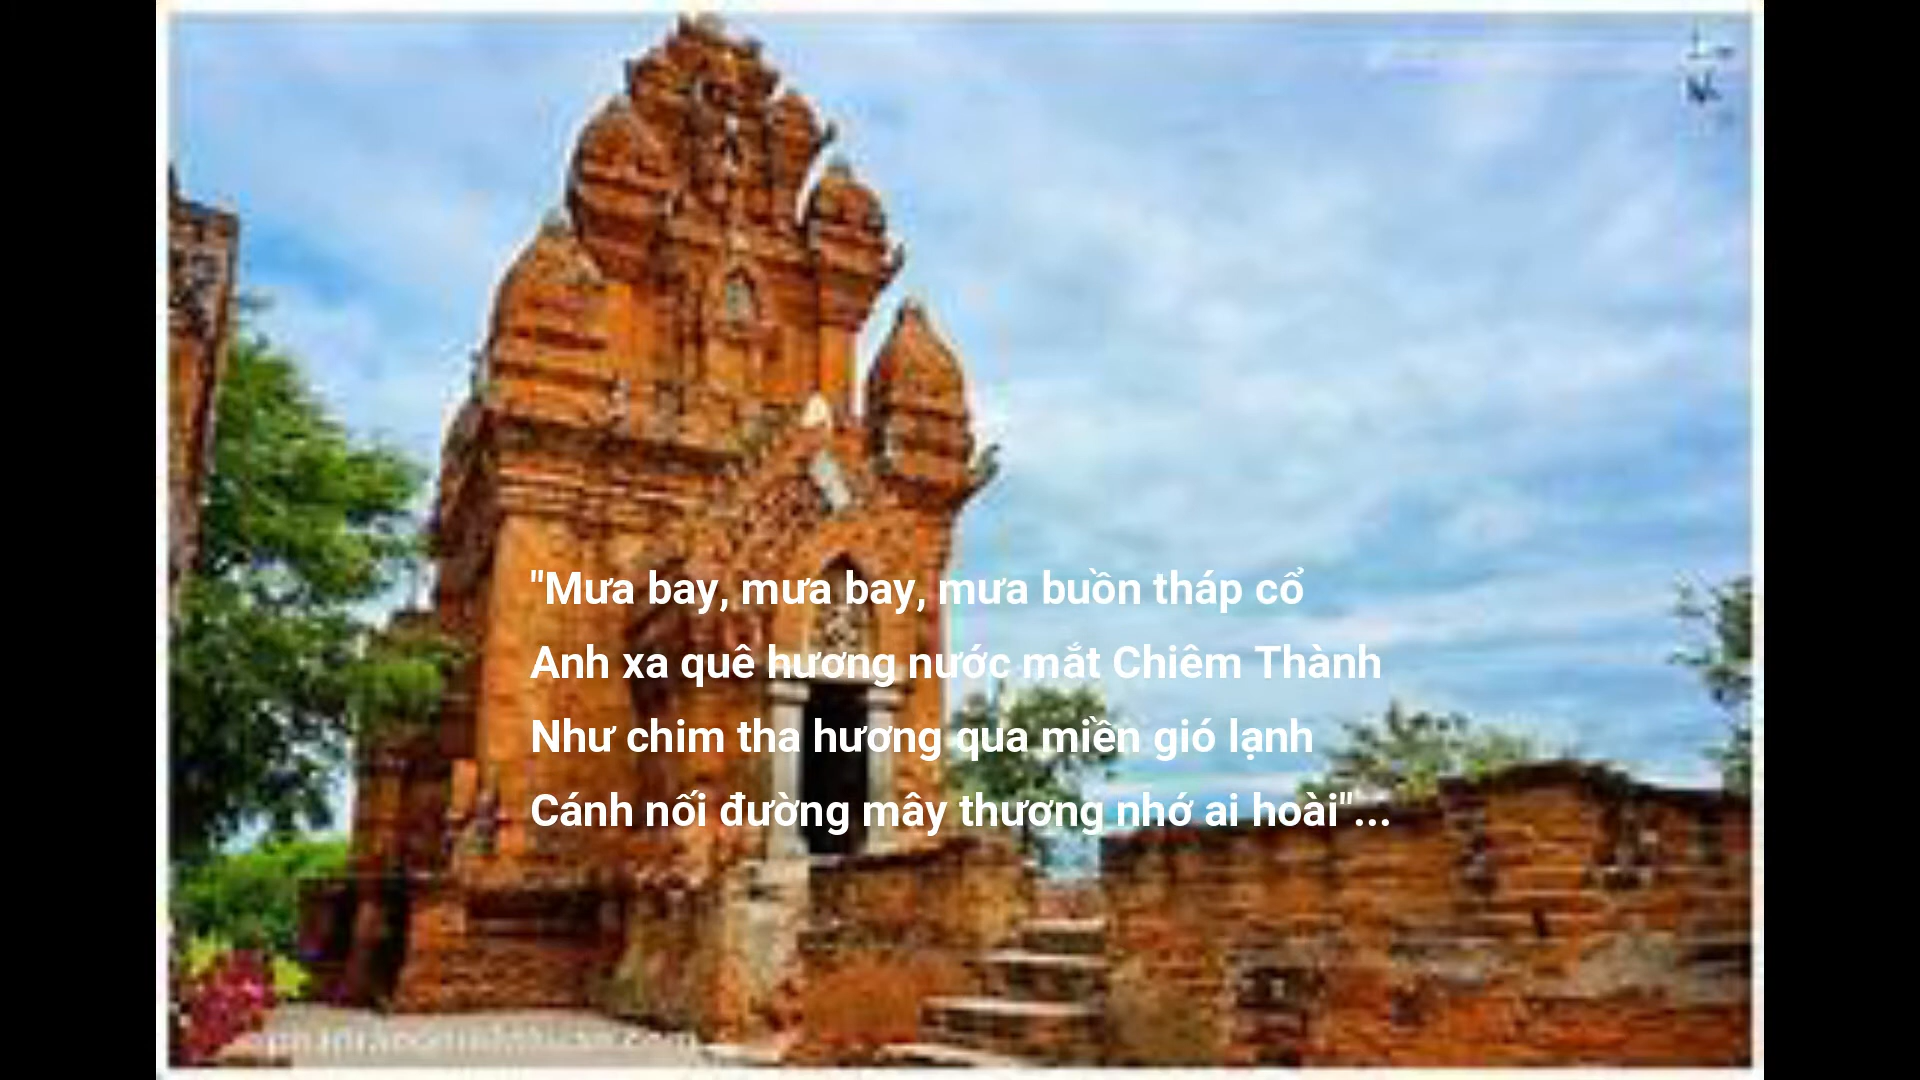 "Mưa bay, mưa bay, mưa buồn tháp cổ
Anh xa quê hương nước mắt Chiêm Thành
Như chim tha hương qua miền gió lạnh
Cánh nối đường mây thương nhớ ai hoài"...